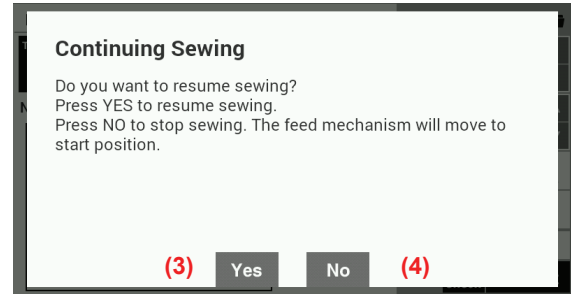 Continuing Sewing
Do you want to resume sewing?
Press YES to resume sewing.
Press NO to stop sewing. The feed mechanism will move to
start position.
(3) Yes No (4)